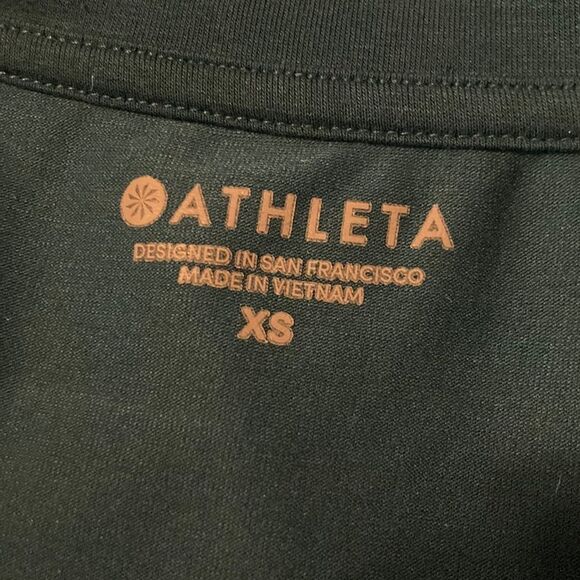 ATHLETA
DESIGNED IN SAN FRANCISCO
MADE IN VIETNAM
XS